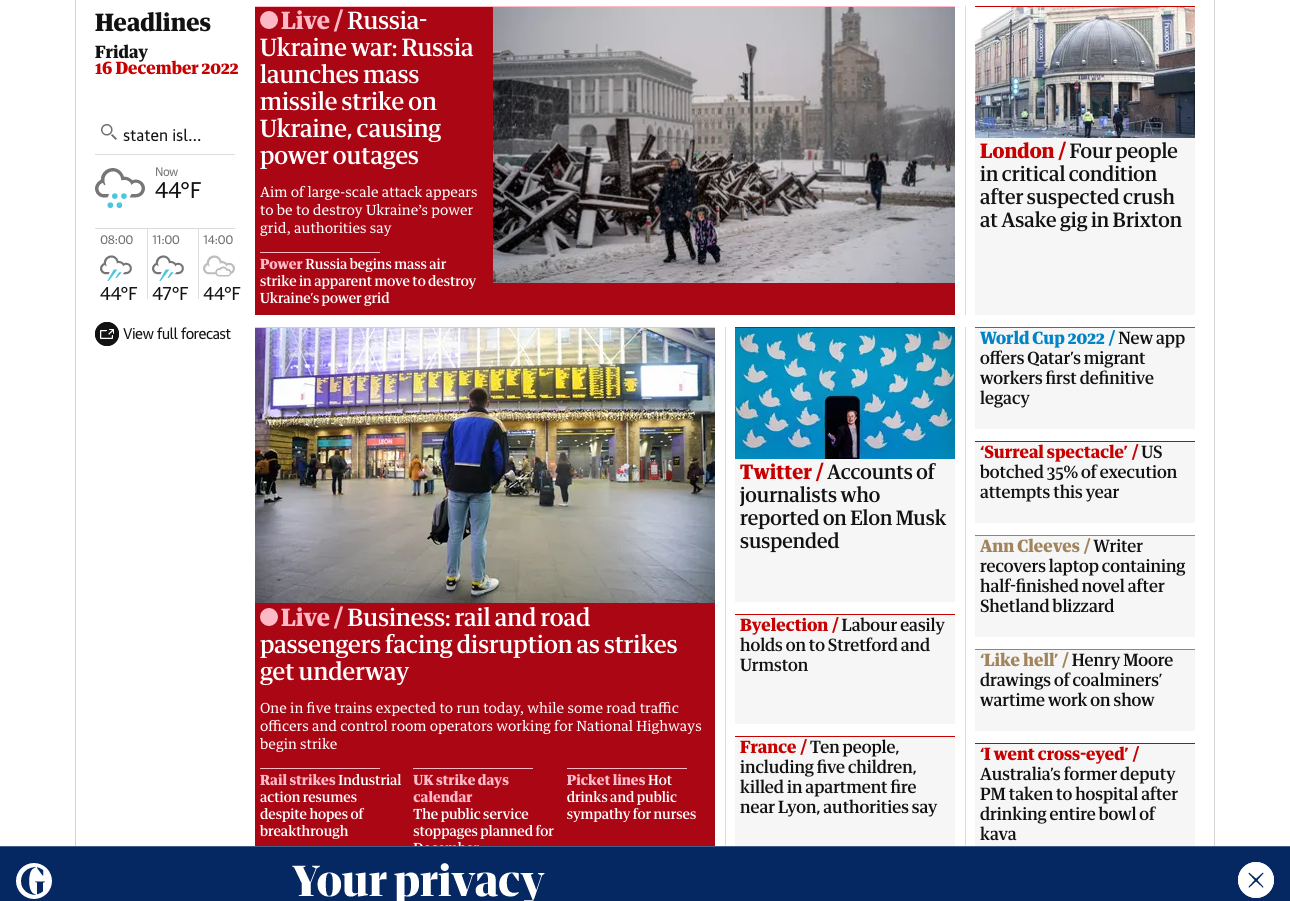 Headlines
Friday
16 December 2022
staten isl...
Now
44°F
08:00
11:00
14:00
44°F
47°F
44°F
View full forecast
Live / Russia-
Ukraine war: Russia
launches mass
missile strike on
Ukraine, causing
power outages
Aim of large-scale attack appears
to be to destroy Ukraine's power
grid, authorities say
Power Russia begins mass air
strike in apparent move to destroy
Ukraine's power grid
London / Four people
in critical condition
after suspected crush
at Asake gig in Brixton
Live / Business: rail and road
passengers facing disruption as strikes
get underway
One in five trains expected to run today, while some road traffic
officers and control room operators working for National Highways
begin strike
Rail strikes Industrial
action resumes
despite hopes of
breakthrough
UK strike days
calendar
The public service
stoppages planned for
December
Picket lines Hot
drinks and public
sympathy for nurses
Twitter / Accounts of
journalists who
reported on Elon Musk
suspended
Byelection / Labour easily
holds on to Stretford and
Urmston
France / Ten people,
including five children,
killed in apartment fire
near Lyon, authorities say
World Cup 2022 / New app
offers Qatar's migrant
workers first definitive
legacy
'Surreal spectacle' / US
botched 35% of execution
attempts this year
Ann Cleeves / Writer
recovers laptop containing
half-finished novel after
Shetland blizzard
'Like hell' / Henry Moore
drawings of coalminers'
wartime work on show
'I went cross-eyed' /
Australia's former deputy
PM taken to hospital after
drinking entire bowl of
kava
Your privacy